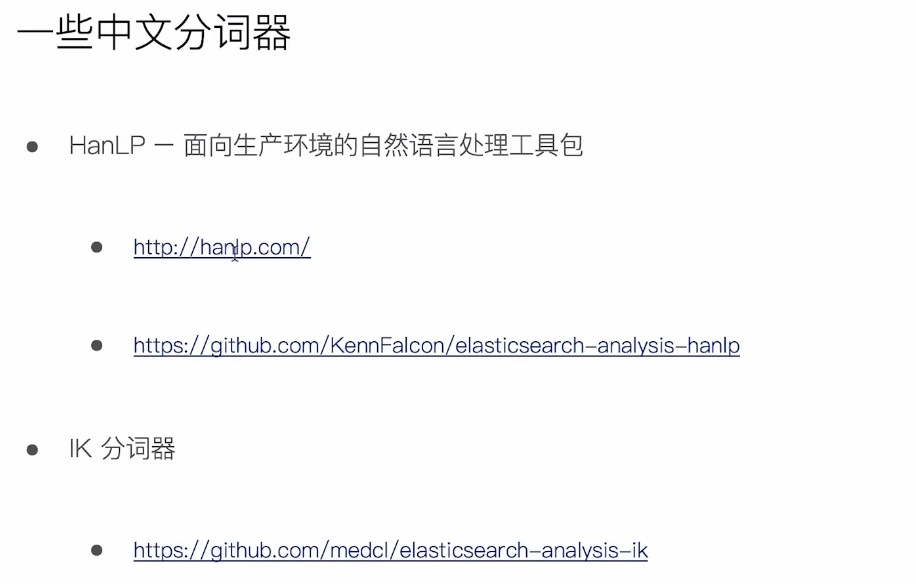 一些中文分词器
• HanLP – 面向生产环境的自然语言处理工具包
• http://hanlp.com/
• https://github.com/KennFalcon/elasticsearch-analysis-hanlp
• IK 分词器
• https://github.com/medcl/elasticsearch-analysis-ik